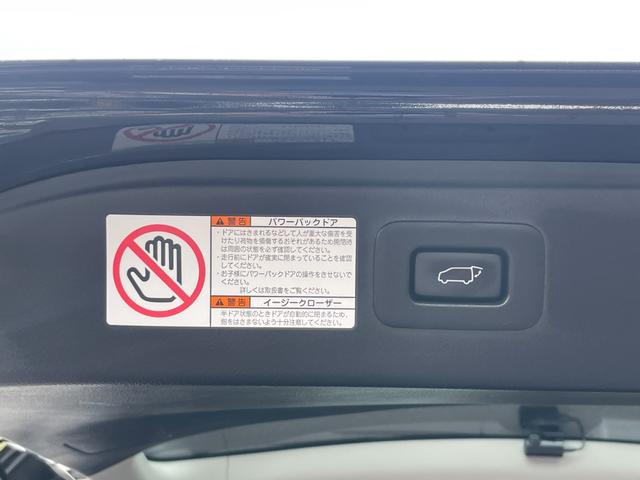 警告 パワーバックドア
・ドアにはさまれるなどして人が重大な傷害を受
けたり荷物を損傷するおそれがあるため開閉時
は周囲の状態を必ず確認してください。
・走行前にドアが確実に閉まっていることを確認
してください。
・お子様にパワーバックドアの操作をさせないで
ください。
詳しくは取扱書をご覧ください。
警告 イージークローザー
半ドア状態のときドアが自動的に閉まるため、
指をはさまないよう十分注意してください。